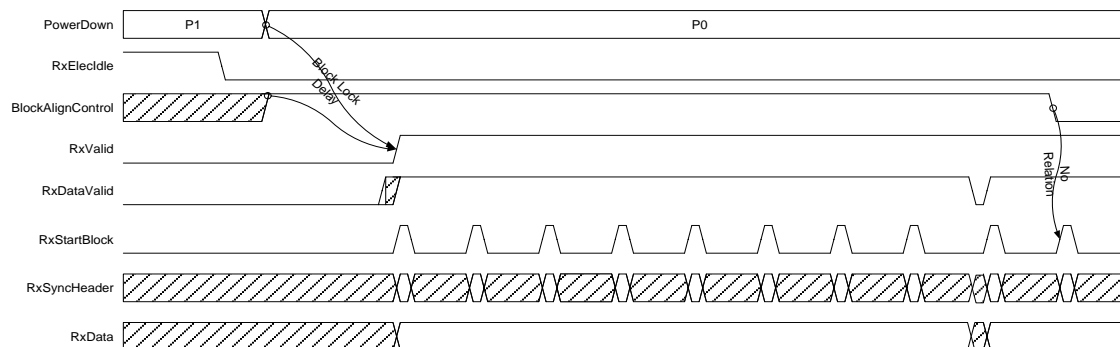 PowerDown
P1
P0
RxElecIdle
Block Lock
Delay
BlockAlignControl
RxValid
No
Relation
RxDataValid
RxStartBlock
RxSyncHeader
RxData